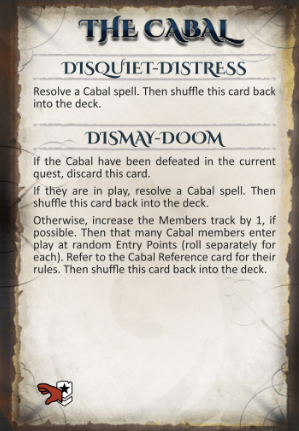 THE CABAL
DISQUIET-DISTRESS
Resolve a Cabal spell. Then shuffle this card back
into the deck.
DISMAY-DOOM
If the Cabal have been defeated in the current
quest, discard this card.
If they are in play, resolve a Cabal spell. Then
shuffle this card back into the deck.
Otherwise, increase the Members track by 1, if
possible. Then that many Cabal members enter
play at random Entry Points (roll separately for
each). Refer to the Cabal Reference card for their
rules. Then shuffle this card back into the deck.